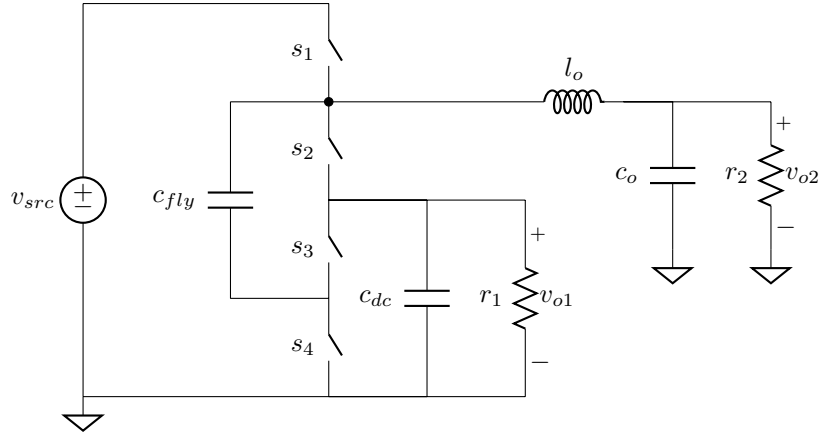 s1
lo
+
s2
vsrc
cfly
co
r2
vo2
+
s3
−
cdc
r1
vo1
s4
−